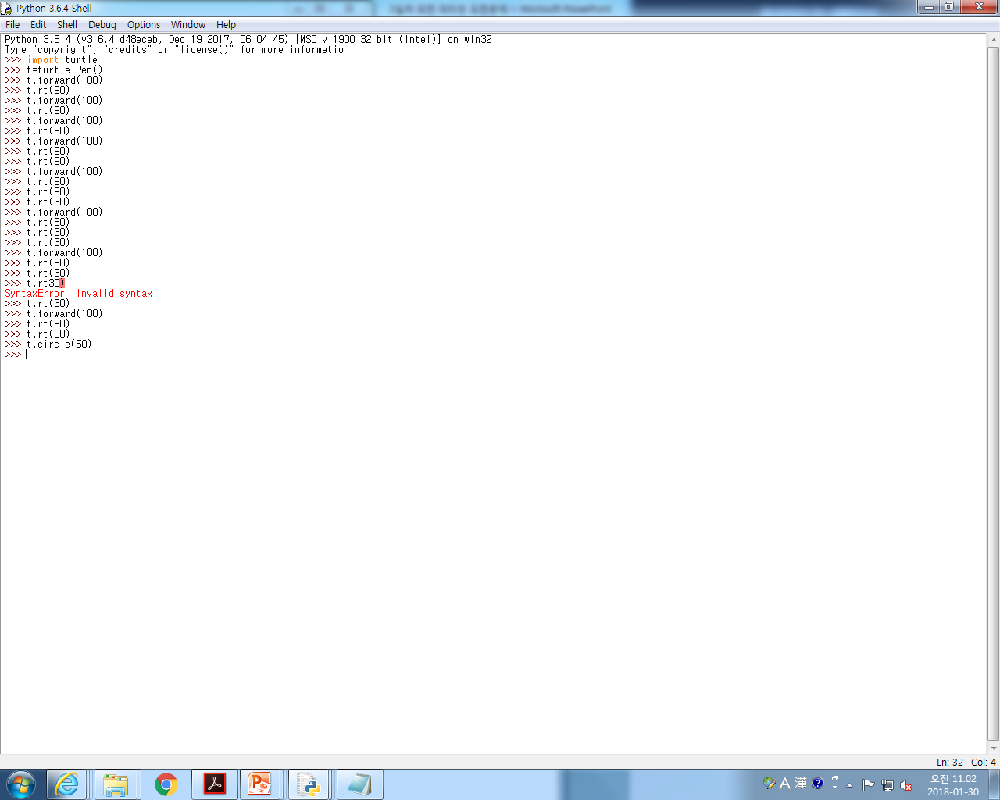 Python 3.6.4 Shell
File Edit Shell Debug Options Window Help
Python 3.6.4 (v3.6.4:d48eceb, Dec 19 2017, 06:04:45) [MSC v.1900 32 bit (Intel)] on win32
Type "copyright", "credits" or "license()" for more information.
>>> import turtle
>>> t=turtle.Pen()
>>> t.forward(100)
>>> t.rt(90)
>>> t.forward(100)
>>> t.rt(90)
>>> t.forward(100)
>>> t.rt(90)
>>> t.forward(100)
>>> t.rt(90)
>>> t.rt(90)
>>> t.forward(100)
>>> t.rt(90)
>>> t.rt(90)
>>> t.rt(30)
>>> t.forward(100)
>>> t.rt(60)
>>> t.rt(30)
>>> t.rt(30)
>>> t.forward(100)
>>> t.rt(60)
>>> t.rt(30)
>>> t.rt30)
SyntaxError: invalid syntax
>>> t.rt(30)
>>> t.forward(100)
>>> t.rt(90)
>>> t.rt(90)
>>> t.circle(50)
>>>
Ln: 32 Col: 4
A 漢
오전 11:02
2018-01-30